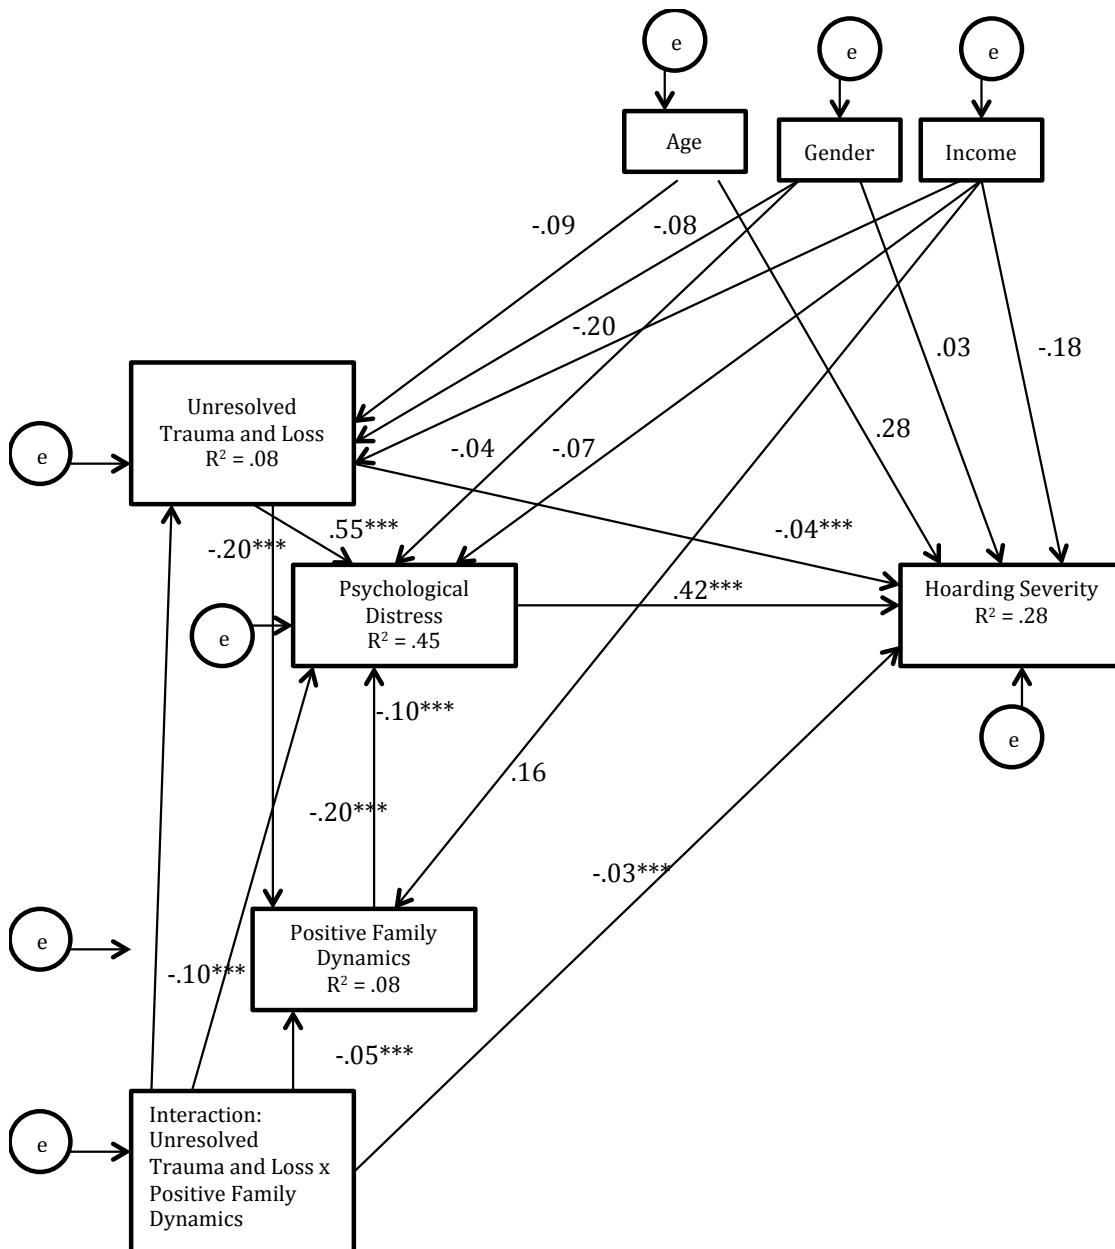 e
e
e
Age
Gender
Income
-.09
-.08
-.20
.03
-.18
Unresolved
Trauma and Loss
R² = .08
e
-.04
-.07
.28
-.20***
.55***
-.04***
Psychological
Distress
R² = .45
e
.42***
Hoarding Severity
R² = .28
e
-.10***
.16
-.20***
-.03***
e
Positive Family
Dynamics
R² = .08
-.10***
-.05***
e
Interaction:
Unresolved
Trauma and Loss x
Positive Family
Dynamics